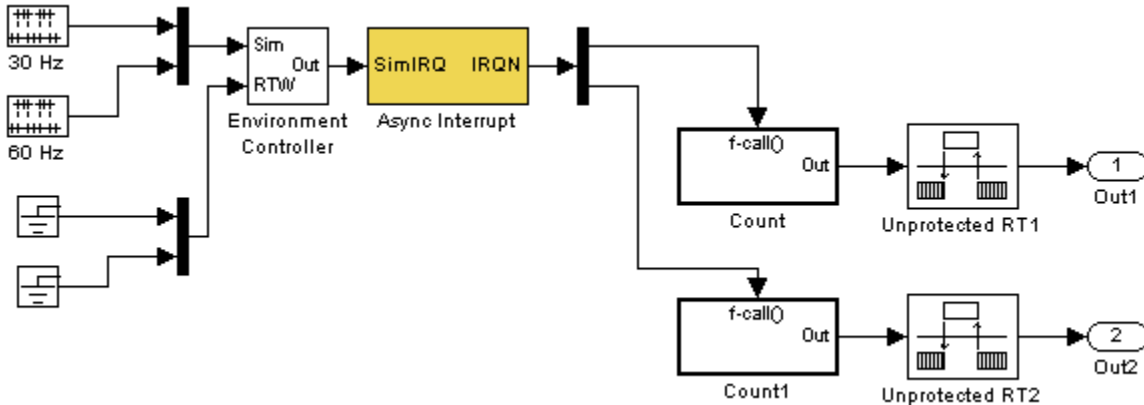 30 Hz
60 Hz
Sim
Out
RTW
Environment
Controller
SimIRQ IRQN
Async Interrupt
f-call()
Out
Count
Unprotected RT1
1
Out1
f-call()
Out
Count1
Unprotected RT2
2
Out2